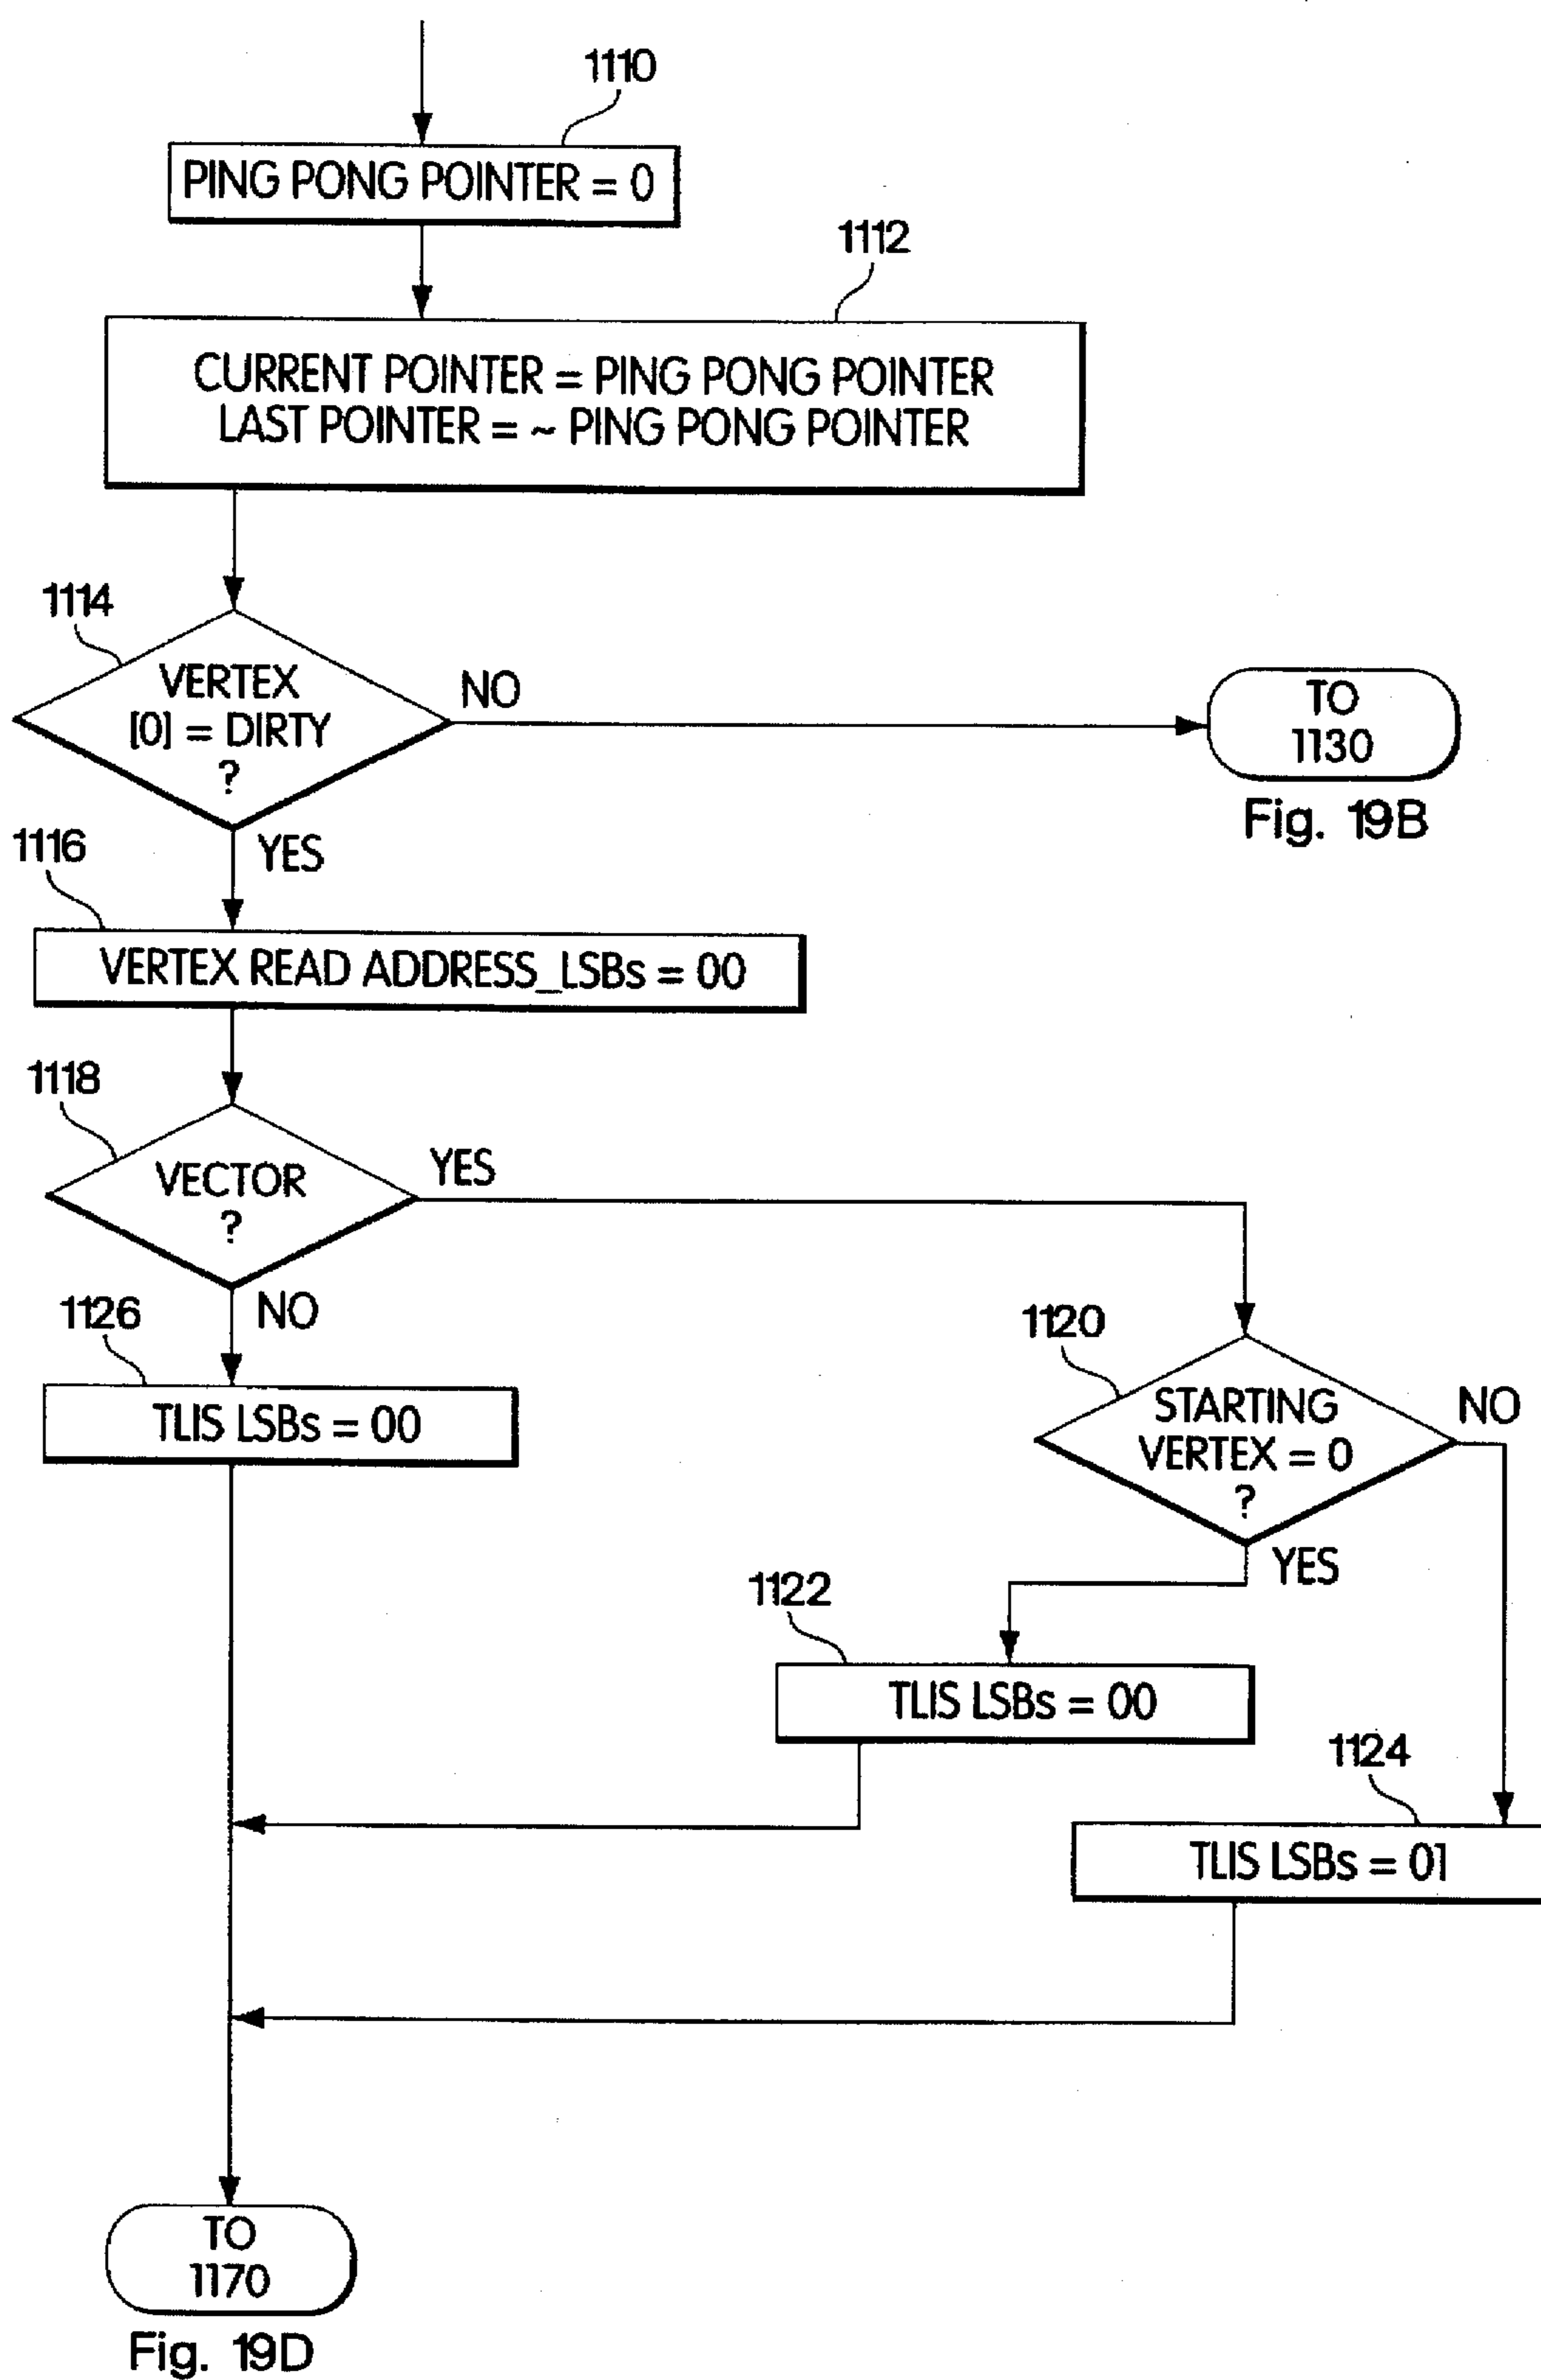 1110
PING PONG POINTER = 0
1112
CURRENT POINTER = PING PONG POINTER
LAST POINTER = ~ PING PONG POINTER
1114
VERTEX
[0] = DIRTY
?
NO
TO
1130
Fig. 19B
YES
1116
VERTEX READ ADDRESS_LSBs = 00
1118
VECTOR
?
YES
NO
1126
TLIS LSBs = 00
1120
STARTING
VERTEX = 0
?
NO
YES
1122
TLIS LSBs = 00
1124
TLIS LSBs = 01
TO
1170
Fig. 19D